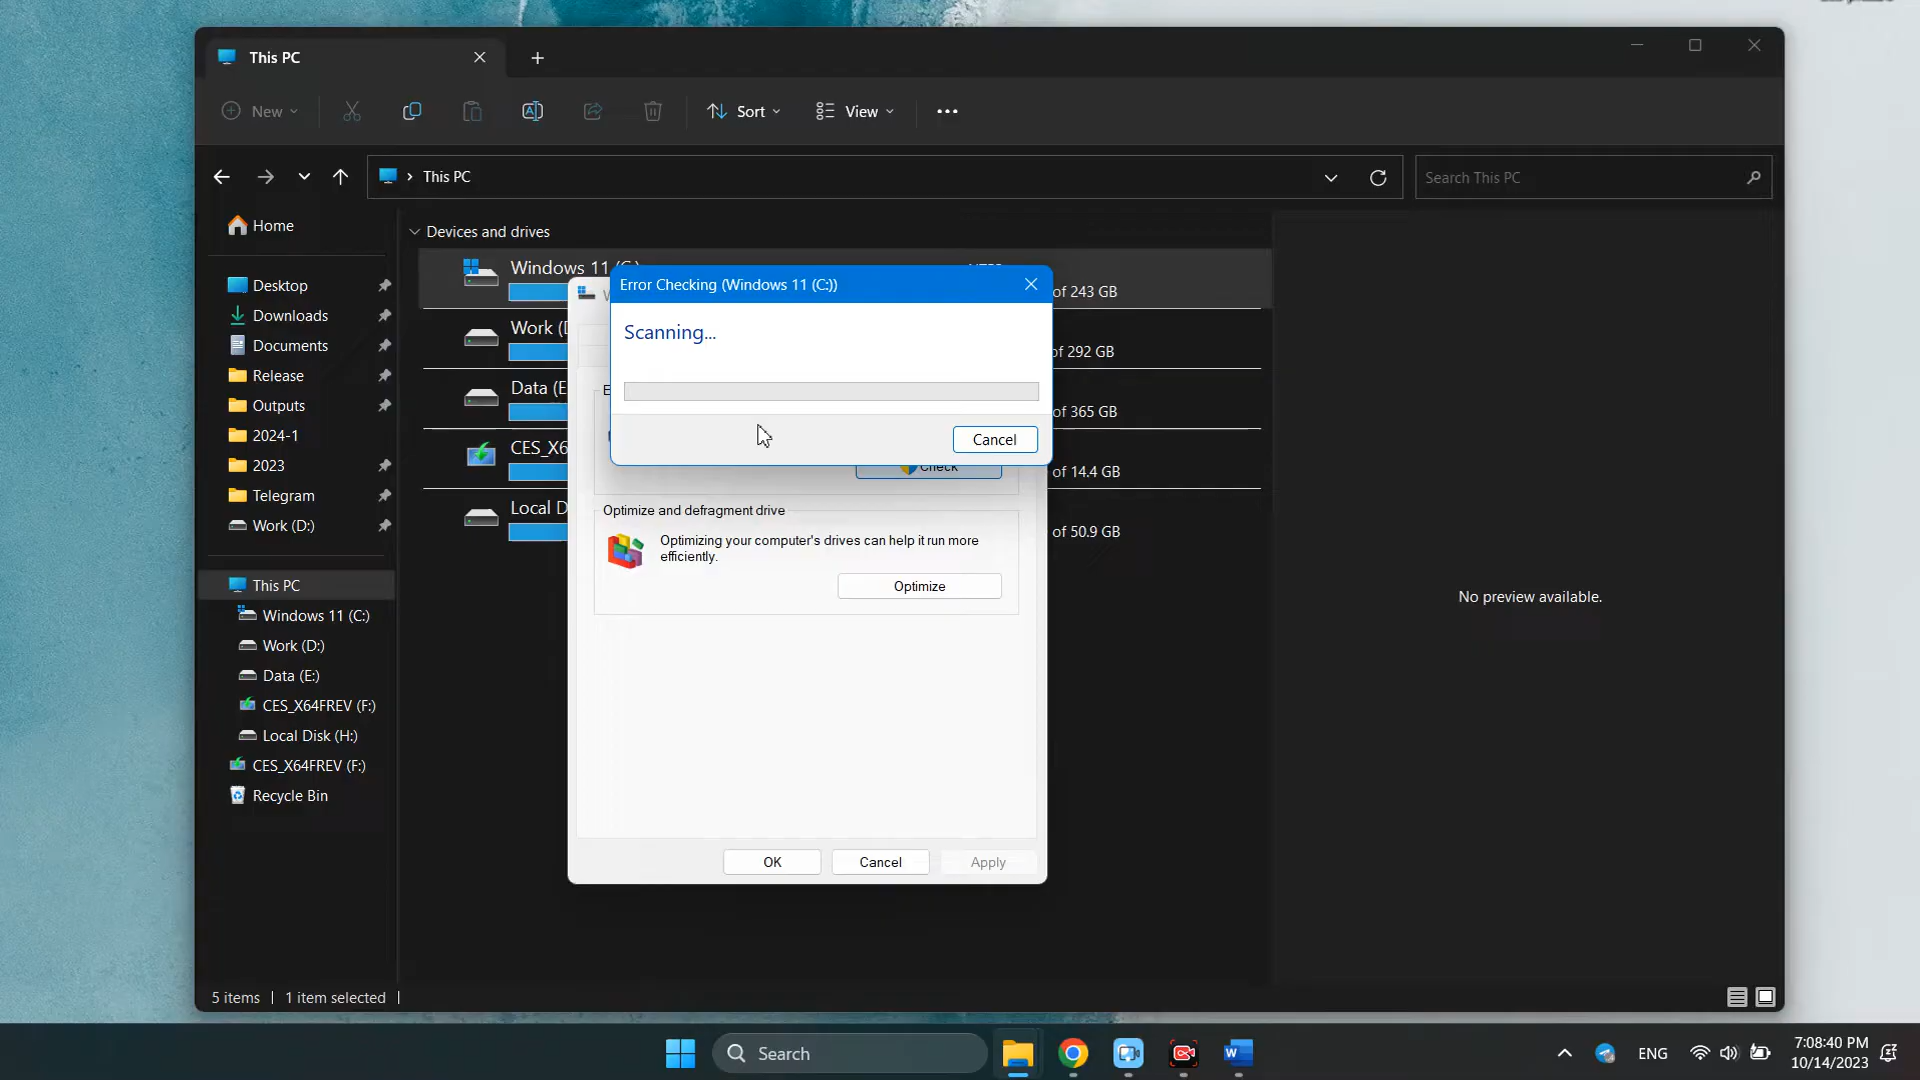 This PC
New
Sort
View
This PC
Search This PC
Home
Desktop
Downloads
Documents
Release
Outputs
2024-1
2023
Telegram
Work (D:)
This PC
Windows 11 (C:)
Work (D:)
Data (E:)
CES_X64FREV (F:)
Local Disk (H:)
CES_X64FREV (F:)
Recycle Bin
Devices and drives
Windows 11
of 243 GB
Work
of 292 GB
Data (E
of 365 GB
CES_X6
of 14.4 GB
Local D
of 50.9 GB
Error Checking (Windows 11 (C:))
Scanning...
Cancel
Check
Optimize and defragment drive
Optimizing your computer's drives can help it run more
efficiently.
Optimize
OK
Cancel
Apply
No preview available.
5 items
1 item selected
Search
ENG
7:08:40 PM
10/14/2023